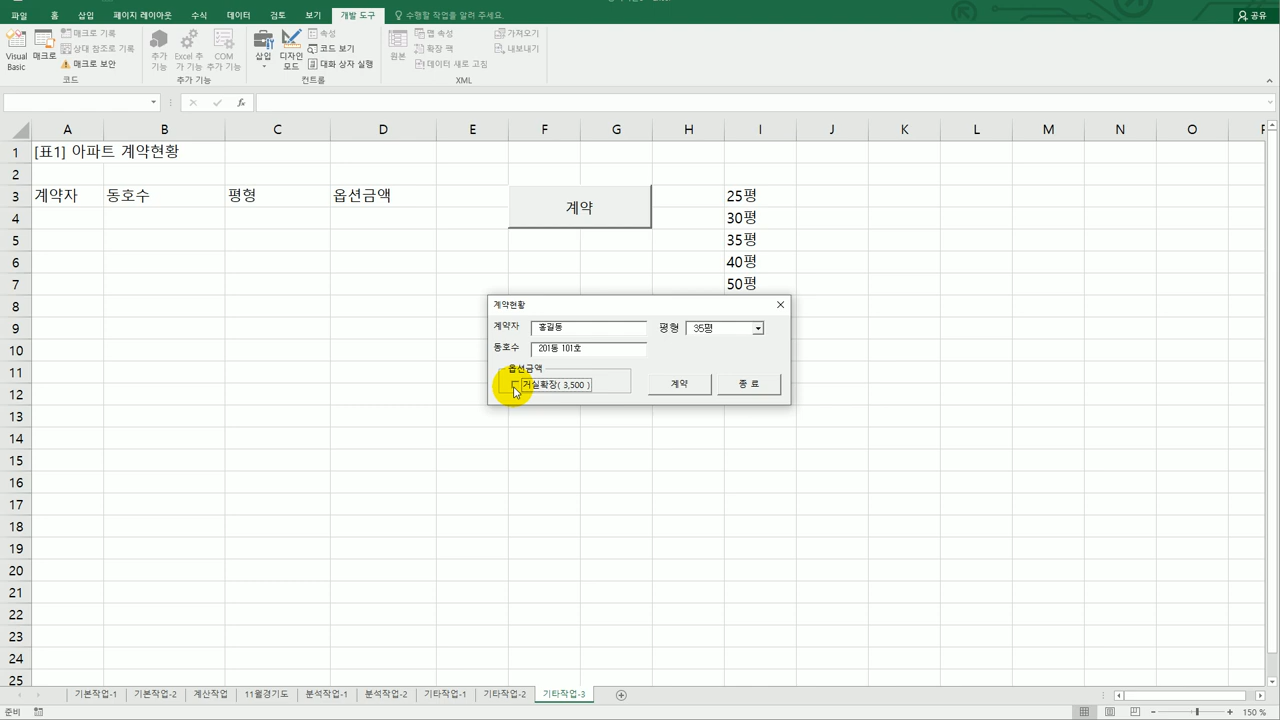 파일 홈 삽입 페이지 레이아웃 수식 데이터 검토 보기 개발 도구 수행할 작업을 알려 주세요. 공유
Visual Basic
매크로
매크로 기록
상대 참조로 기록
매크로 보안
코드
추가 기능
Excel 추가 기능
COM 추가 기능
추가 기능
삽입
디자인 모드
속성
코드 보기
대화 상자 실행
컨트롤
원본
맵 속성
확장 팩
데이터 새로 고침
가져오기
내보내기
XML
fx
A B C D E F G H I J K L M N O
1 [표1] 아파트 계약현황
2
3 계약자 동호수 평형 옵션금액 계약 25평
4 30평
5 35평
6 40평
7 50평
계약현황
8
계약자 홍길동 평형 35평
9
동호수 201동 101호
10
옵션금액
11
거실확장( 3,500 ) 계약 종 료
12
13
14
15
16
17
18
19
20
21
22
23
24
25
기본작업-1 기본작업-2 계산작업 11월경기도 분석작업-1 분석작업-2 기타작업-1 기타작업-2 기타작업-3
준비 150 %